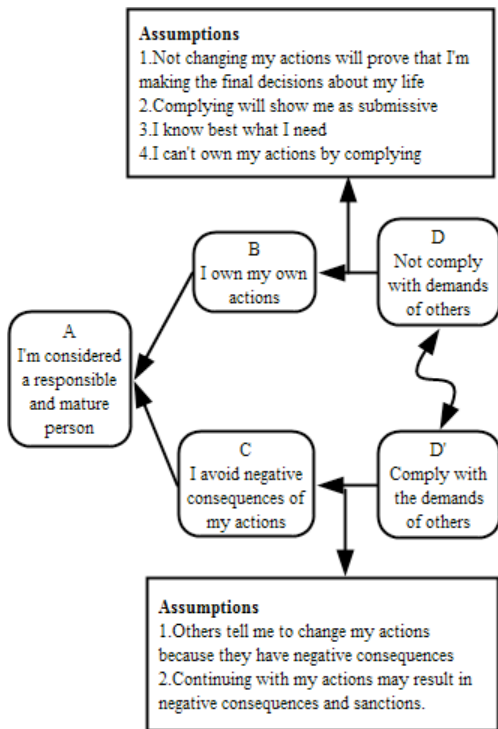 Assumptions
1.Not changing my actions will prove that I'm
making the final decisions about my life
2.Complying will show me as submissive
3.I know best what I need
4.I can't own my actions by complying
B
I own my own
actions
D
Not comply
with demands
of others
A
I'm considered
a responsible
and mature
person
C
I avoid negative
consequences of
my actions
D'
Comply with
the demands
of others
Assumptions
1.Others tell me to change my actions
because they have negative consequences
2.Continuing with my actions may result in
negative consequences and sanctions.